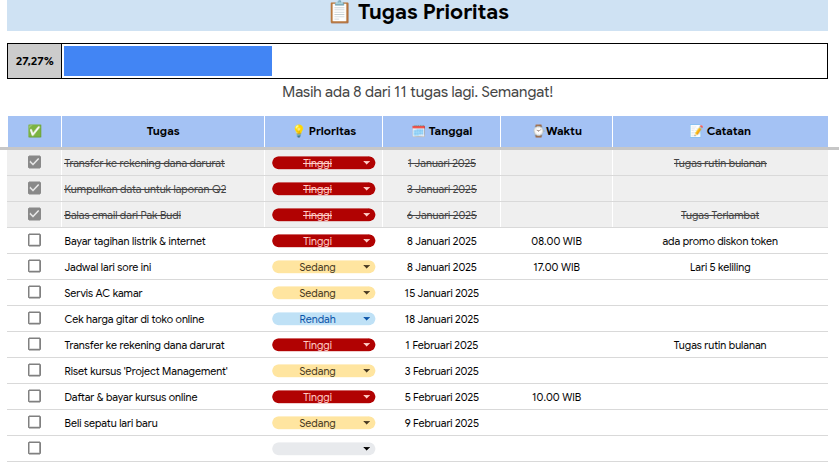 📋 Tugas Prioritas
27,27%
Masih ada 8 dari 11 tugas lagi. Semangat!
✅ Tugas 💡 Prioritas 🗓️ Tanggal ⌚ Waktu 📝 Catatan
Transfer ke rekening dana darurat Tinggi 1 Januari 2025 Tugas rutin bulanan
Kumpulkan data untuk laporan Q2 Tinggi 3 Januari 2025
Balas email dari Pak Budi Tinggi 6 Januari 2025 Tugas Terlambat
Bayar tagihan listrik & internet Tinggi 8 Januari 2025 08.00 WIB ada promo diskon token
Jadwal lari sore ini Sedang 8 Januari 2025 17.00 WIB Lari 5 keliling
Servis AC kamar Sedang 15 Januari 2025
Cek harga gitar di toko online Rendah 18 Januari 2025
Transfer ke rekening dana darurat Tinggi 1 Februari 2025 Tugas rutin bulanan
Riset kursus 'Project Management' Sedang 3 Februari 2025
Daftar & bayar kursus online Tinggi 5 Februari 2025 10.00 WIB
Beli sepatu lari baru Sedang 9 Februari 2025